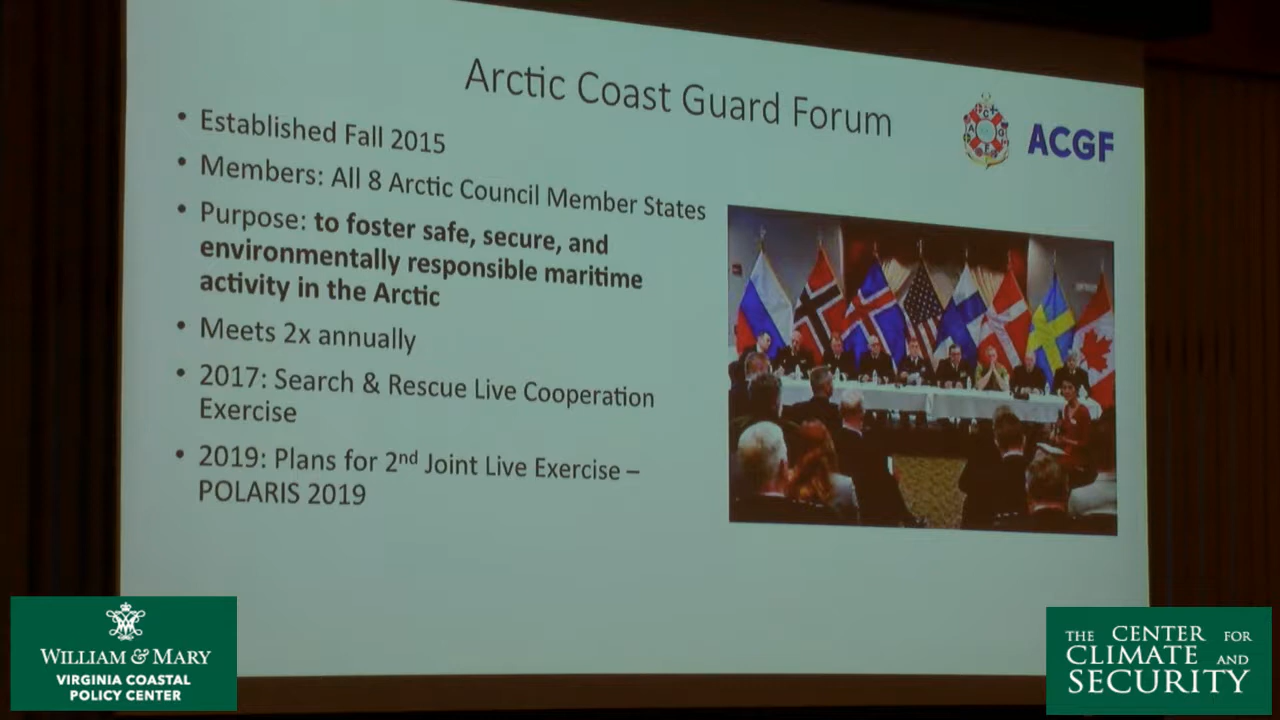 Arctic Coast Guard Forum
ACGF
• Established Fall 2015
• Members: All 8 Arctic Council Member States
• Purpose: to foster safe, secure, and
environmentally responsible maritime
activity in the Arctic
• Meets 2x annually
• 2017: Search & Rescue Live Cooperation
Exercise
• 2019: Plans for 2nd Joint Live Exercise –
POLARIS 2019
WILLIAM & MARY
VIRGINIA COASTAL
POLICY CENTER
THE CENTER FOR
CLIMATE AND
SECURITY